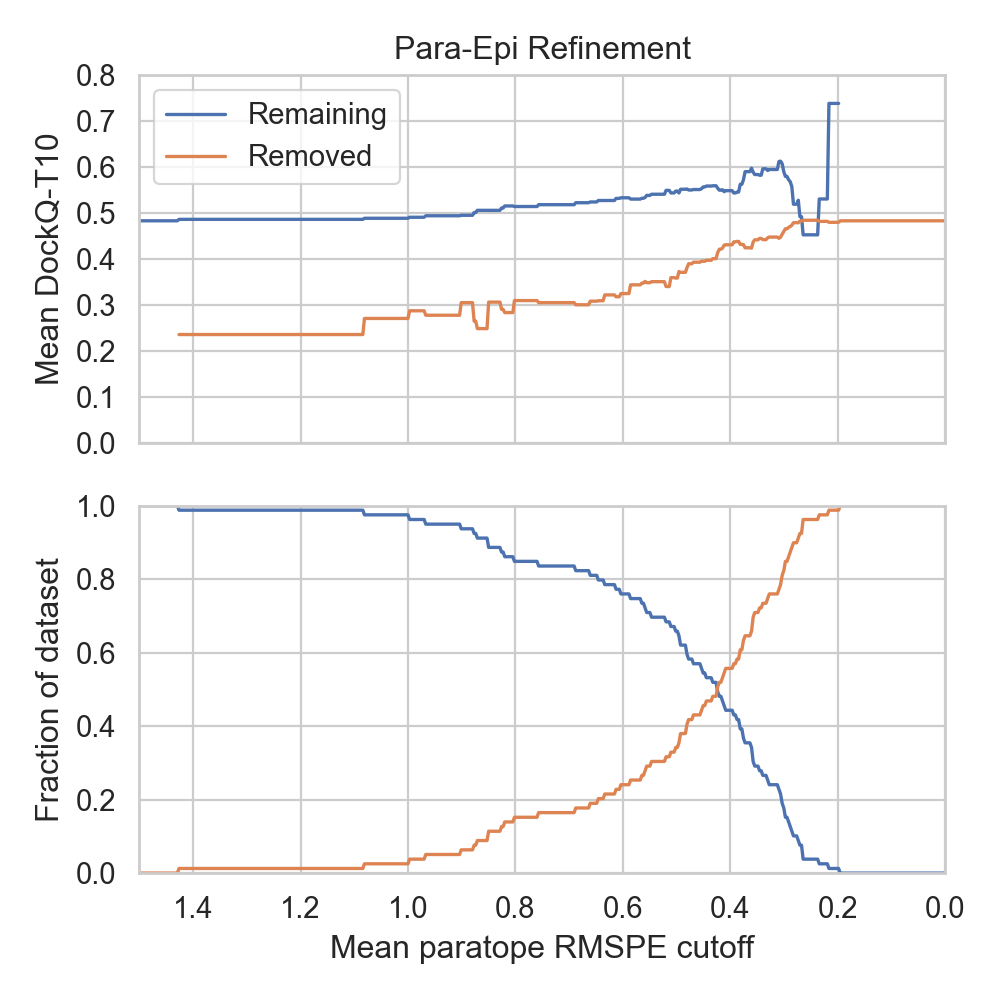 Para-Epi Refinement
Mean DockQ-T10
0.8
0.7
0.6
0.5
0.4
0.3
0.2
0.1
0.0
Remaining
Removed
Fraction of dataset
1.0
0.8
0.6
0.4
0.2
0.0
1.4 1.2 1.0 0.8 0.6 0.4 0.2 0.0
Mean paratope RMSPE cutoff